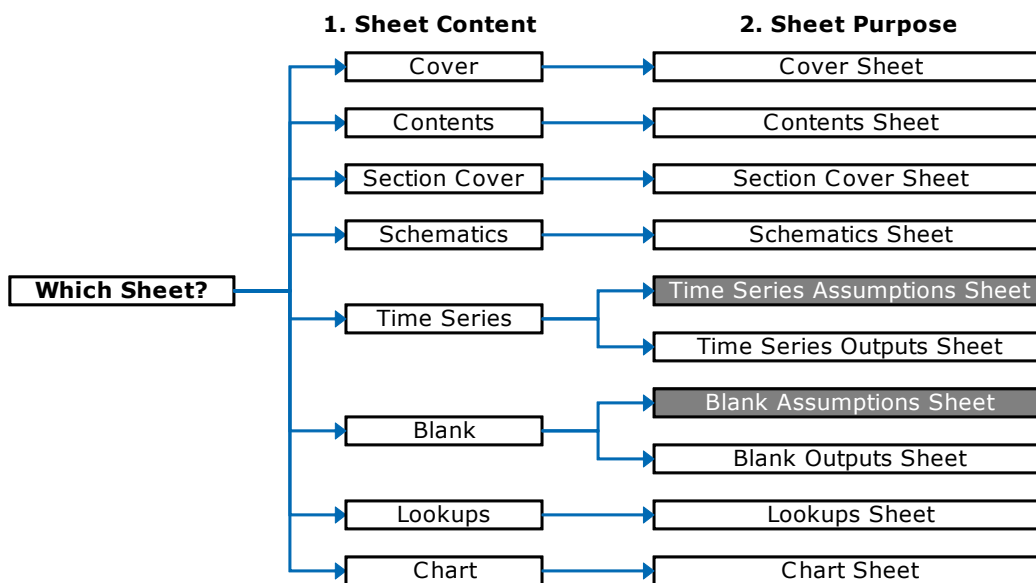 1. Sheet Content
2. Sheet Purpose
Cover
Cover Sheet
Contents
Contents Sheet
Section Cover
Section Cover Sheet
Schematics
Schematics Sheet
Which Sheet?
Time Series Assumptions Sheet
Time Series
Time Series Outputs Sheet
Blank Assumptions Sheet
Blank
Blank Outputs Sheet
Lookups
Lookups Sheet
Chart
Chart Sheet